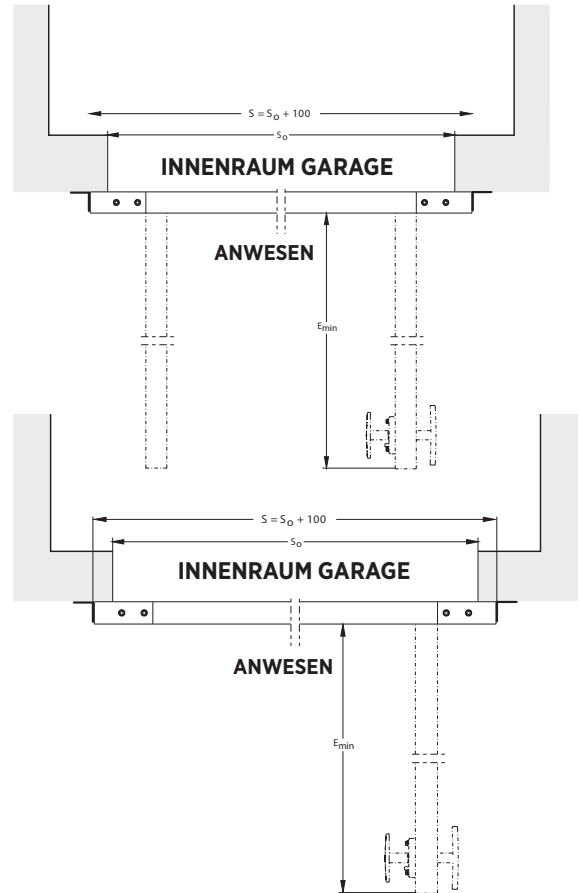 S = So + 100
So
INNENRAUM GARAGE
ANWESEN
Emin
S = So + 100
So
INNENRAUM GARAGE
ANWESEN
Emin